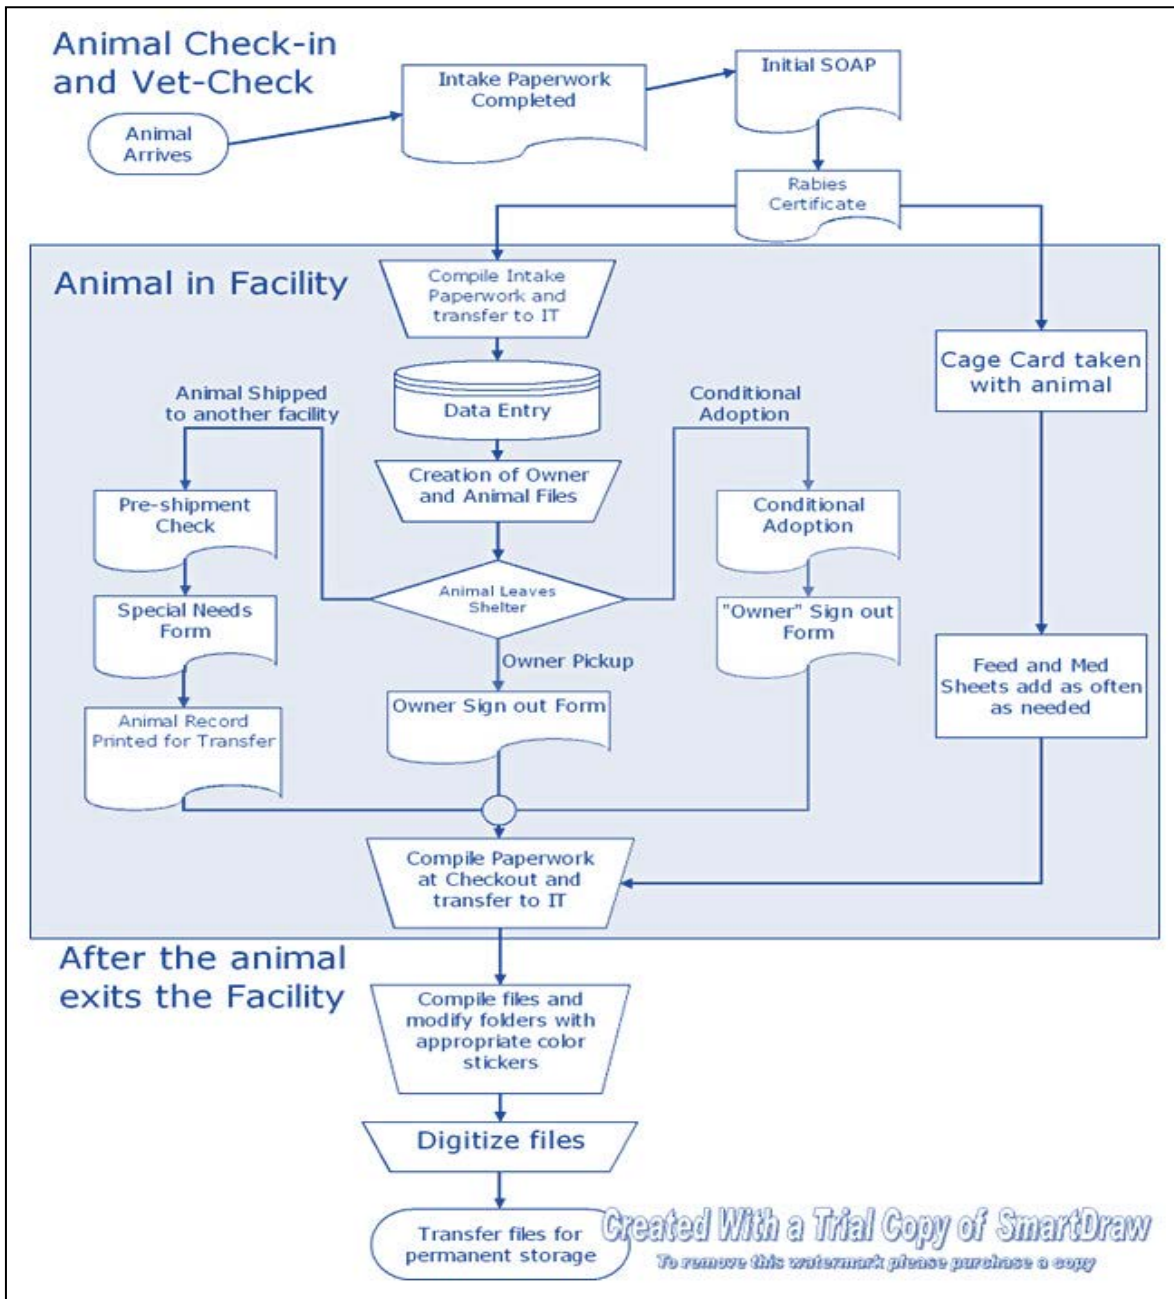 Animal Check-in
and Vet-Check
Animal
Arrives
Intake Paperwork
Completed
Initial SOAP
Rabies
Certificate
Animal in Facility
Compile Intake
Paperwork and
transfer to IT
Data Entry
Creation of Owner
and Animal Files
Animal Leaves
Shelter
Animal Shipped
to another facility
Pre-shipment
Check
Special Needs
Form
Animal Record
Printed for Transfer
Owner Pickup
Owner Sign out Form
Conditional
Adoption
Conditional
Adoption
"Owner" Sign out
Form
Cage Card taken
with animal
Feed and Med
Sheets add as often
as needed
Compile Paperwork
at Checkout and
transfer to IT
After the animal
exits the Facility
Compile files and
modify folders with
appropriate color
stickers
Digitize files
Transfer files for
permanent storage
Created With a Trial Copy of SmartDraw
To remove this watermark please purchase a copy